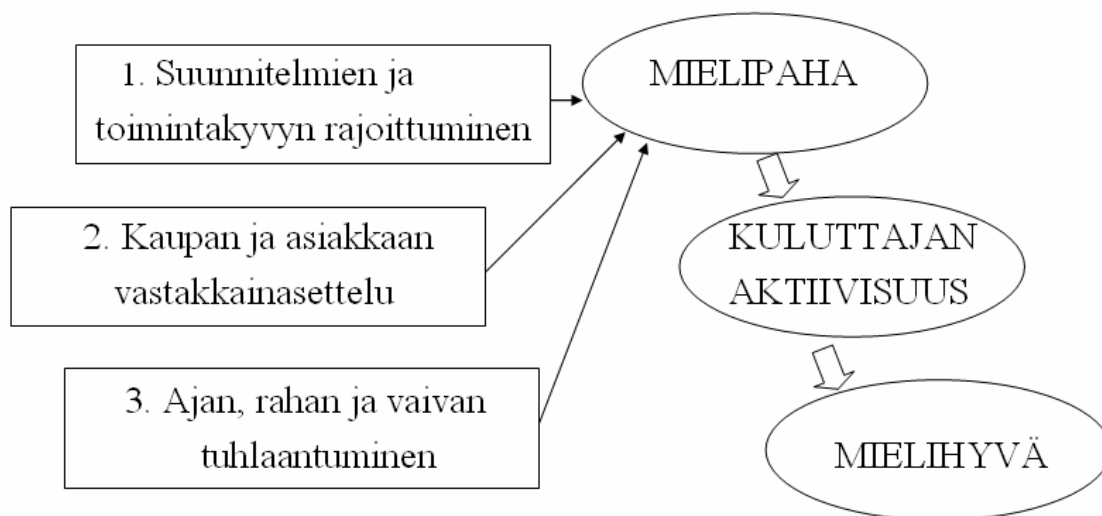 1. Suunnitelmien ja
toimintakyvyn rajoittuminen
MIELIPAHA
2. Kaupan ja asiakkaan
vastakkainasettelu
KULUTTAJAN
AKTIIVISUUS
3. Ajan, rahan ja vaivan
tuhlaantuminen
MIELIHYVÄ